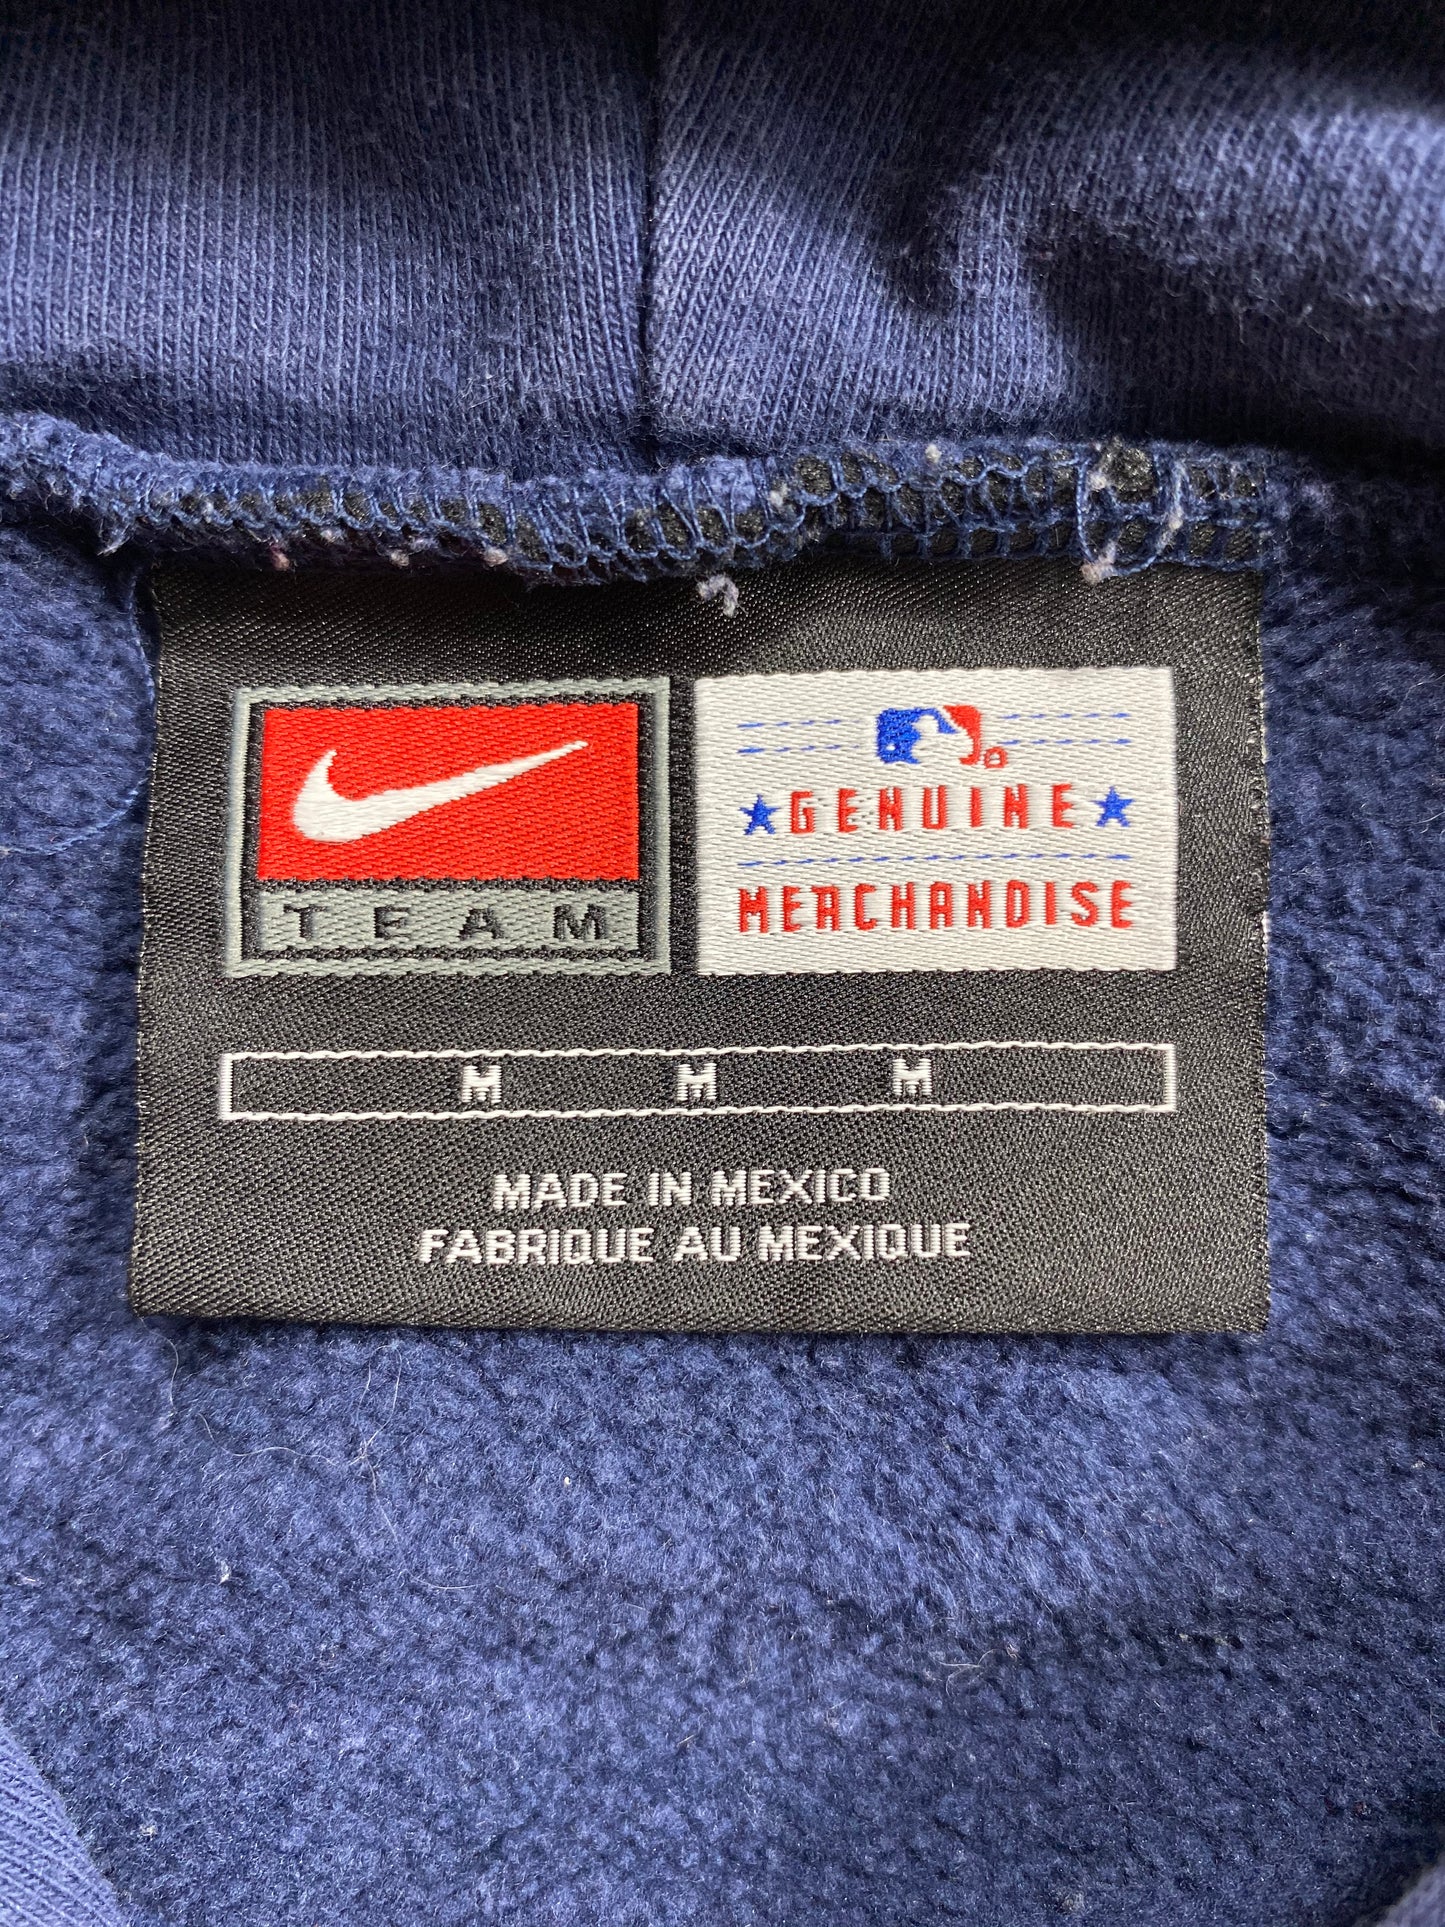 TEAM
GENUINE
MERCHANDISE
M M M
MADE IN MEXICO
FABRIQUE AU MEXIQUE